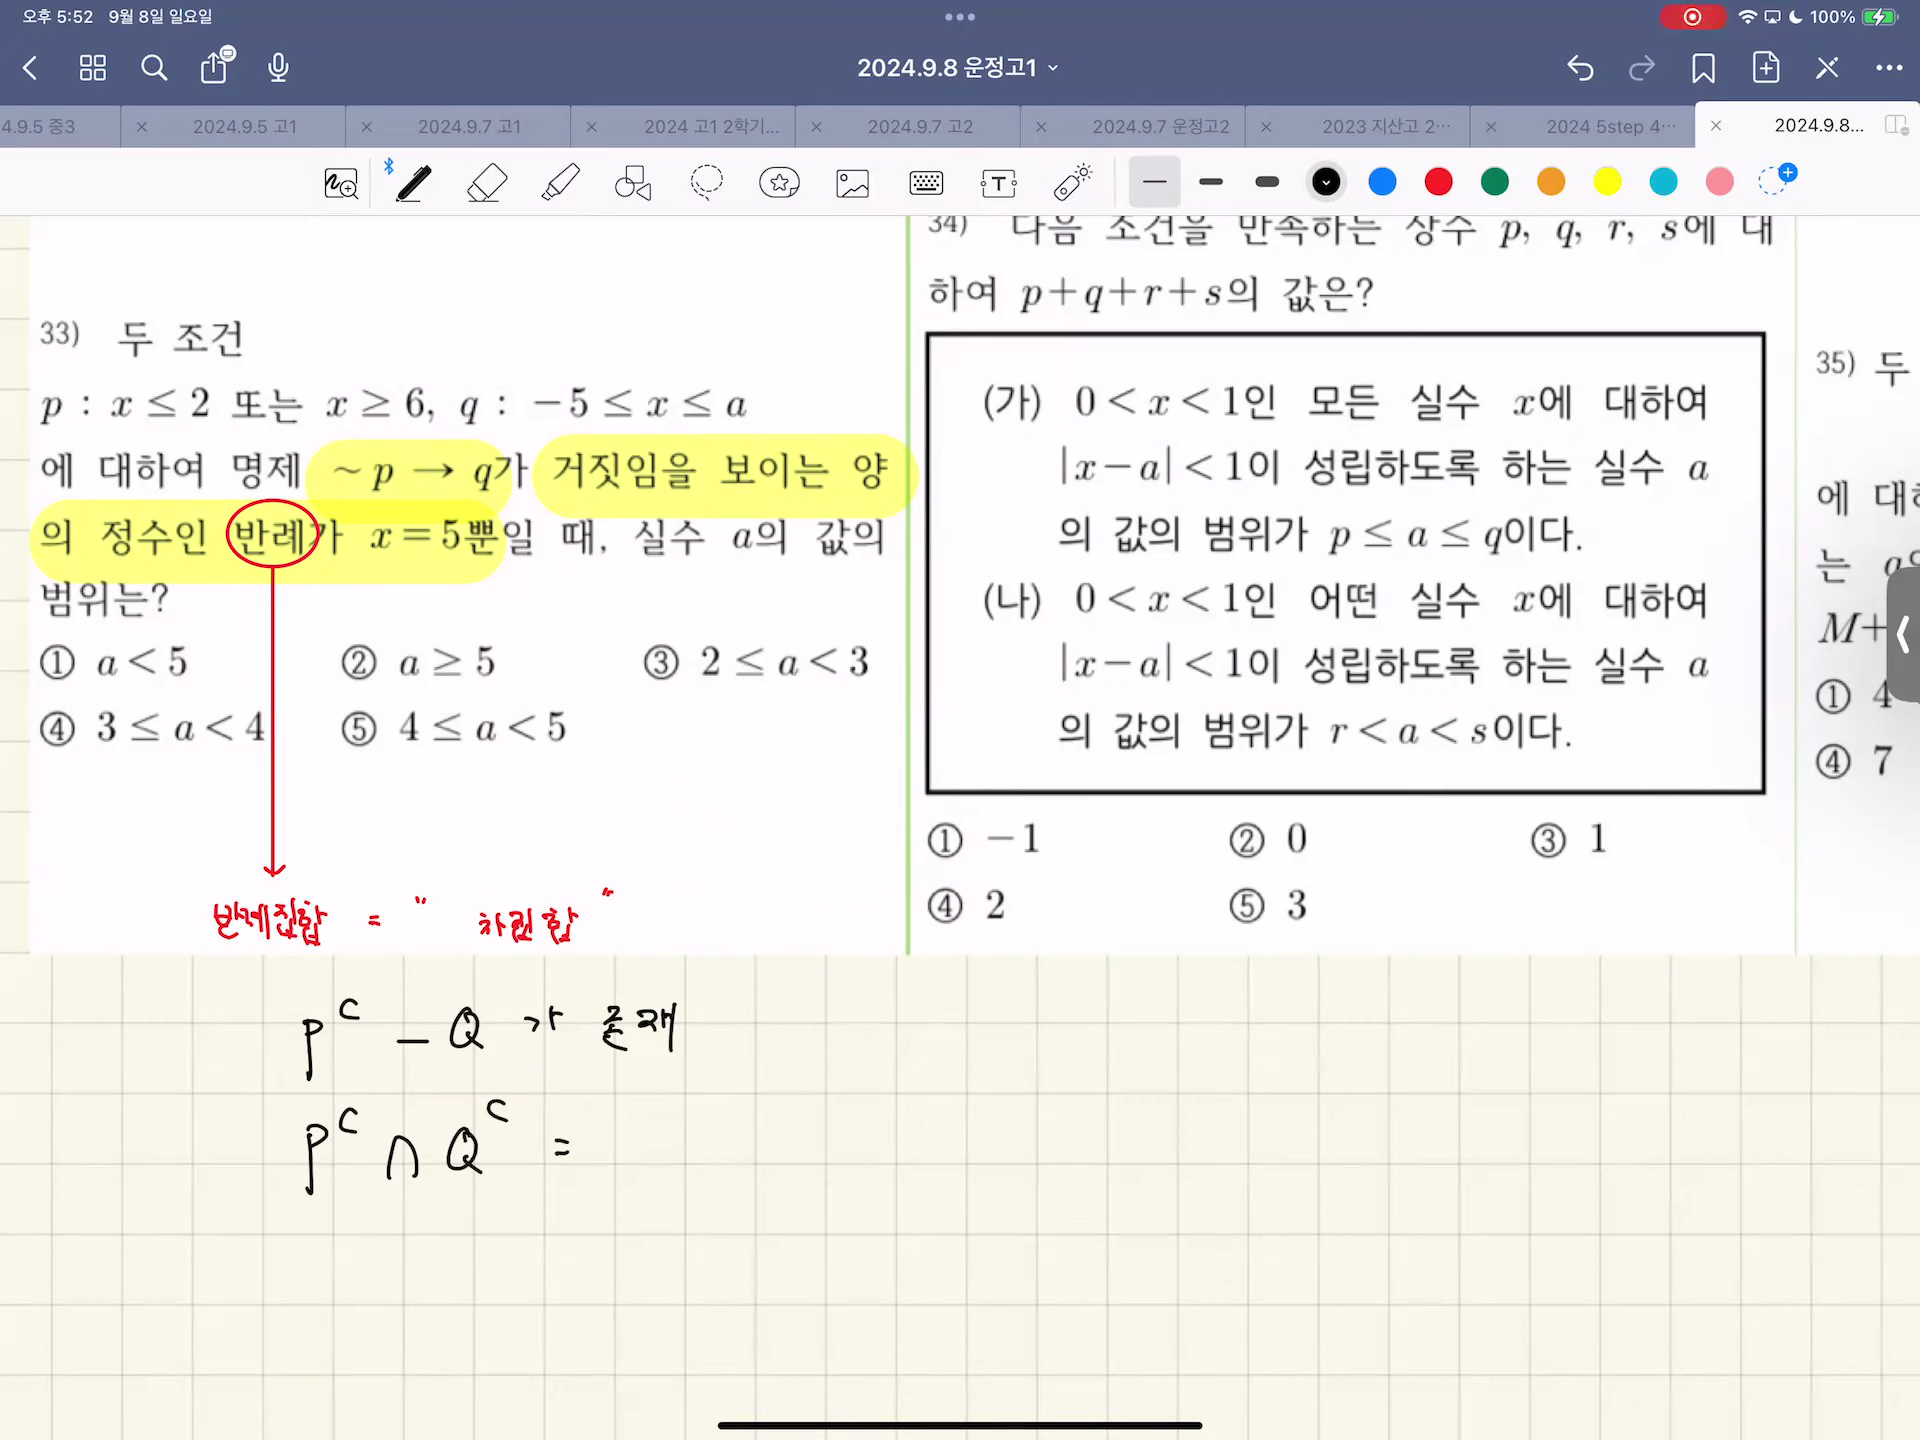 오후 5:52 9월 8일 일요일
100%
2024.9.8 운정고1
4.9.5 중3
2024.9.5 고1
2024.9.7 고1
2024 고1 2학기...
2024.9.7 고2
2024.9.7 운정고2
2023 지산고 2...
2024 5step 4...
2024.9.8...
33) 두 조건
p : x ≤ 2 또는 x ≥ 6, q : −5 ≤ x ≤ a
에 대하여 명제 ~p → q가 거짓임을 보이는 양
의 정수인 반례가 x = 5뿐일 때, 실수 a의 값의
범위는?
① a < 5 ② a ≥ 5 ③ 2 ≤ a < 3
④ 3 ≤ a < 4 ⑤ 4 ≤ a < 5
반례집합 = " 차집합 "
P^C − Q 가 존재
P^C ∩ Q^C =
34) 다음 조건을 만족하는 상수 p, q, r, s에 대
하여 p+q+r+s의 값은?
(가) 0 < x < 1인 모든 실수 x에 대하여
|x−a| < 1이 성립하도록 하는 실수 a
의 값의 범위가 p ≤ a ≤ q이다.
(나) 0 < x < 1인 어떤 실수 x에 대하여
|x−a| < 1이 성립하도록 하는 실수 a
의 값의 범위가 r < a < s이다.
① −1 ② 0 ③ 1
④ 2 ⑤ 3
35) 두
에 대
는 a
M+
① 4
④ 7